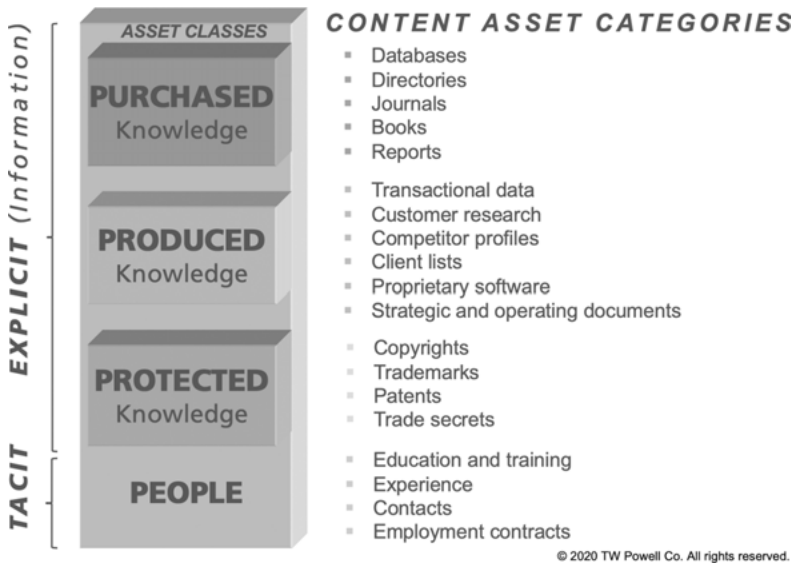 ASSET CLASSES
CONTENT ASSET CATEGORIES
EXPLICIT (Information)
PURCHASED
Knowledge
▪ Databases
▪ Directories
▪ Journals
▪ Books
▪ Reports
PRODUCED
Knowledge
▪ Transactional data
▪ Customer research
▪ Competitor profiles
▪ Client lists
▪ Proprietary software
▪ Strategic and operating documents
PROTECTED
Knowledge
▪ Copyrights
▪ Trademarks
▪ Patents
▪ Trade secrets
TACIT
PEOPLE
▪ Education and training
▪ Experience
▪ Contacts
▪ Employment contracts
© 2020 TW Powell Co. All rights reserved.